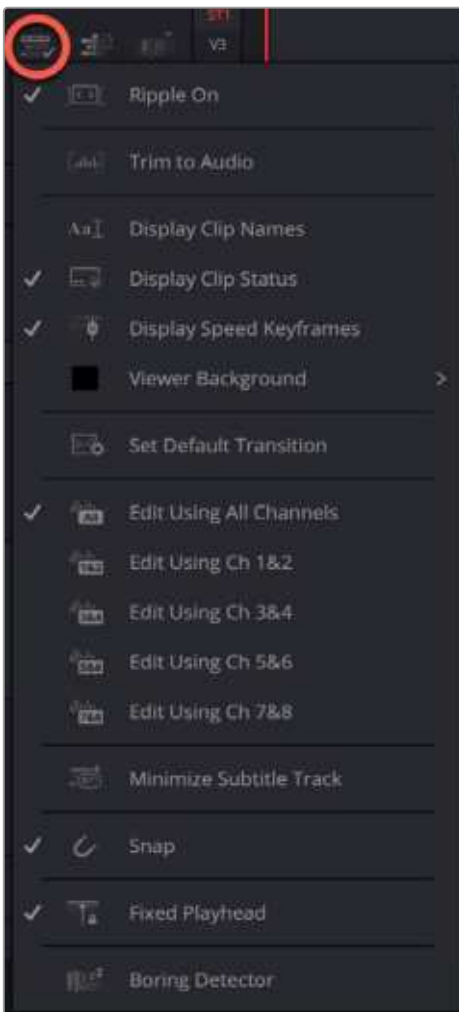 ST1
V3
Ripple On
Trim to Audio
Display Clip Names
Display Clip Status
Display Speed Keyframes
Viewer Background
Set Default Transition
Edit Using All Channels
Edit Using Ch 1&2
Edit Using Ch 3&4
Edit Using Ch 5&6
Edit Using Ch 7&8
Minimize Subtitle Track
Snap
Fixed Playhead
Boring Detector